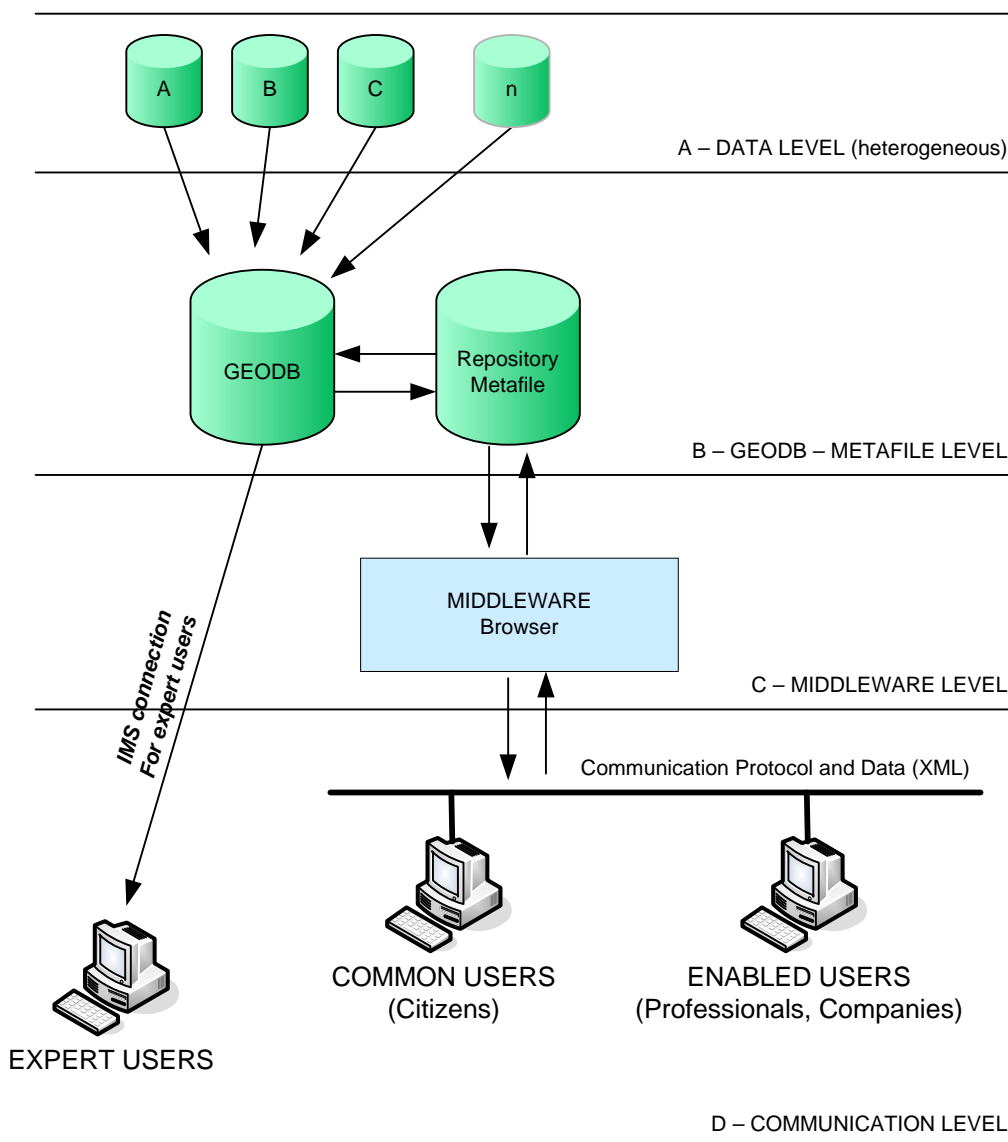 A
B
C
n
A – DATA LEVEL (heterogeneous)
GEODB
Repository
Metafile
B – GEODB – METAFILE LEVEL
MIDDLEWARE
Browser
IMS connection
For expert users
C – MIDDLEWARE LEVEL
Communication Protocol and Data (XML)
COMMON USERS
(Citizens)
ENABLED USERS
(Professionals, Companies)
EXPERT USERS
D – COMMUNICATION LEVEL